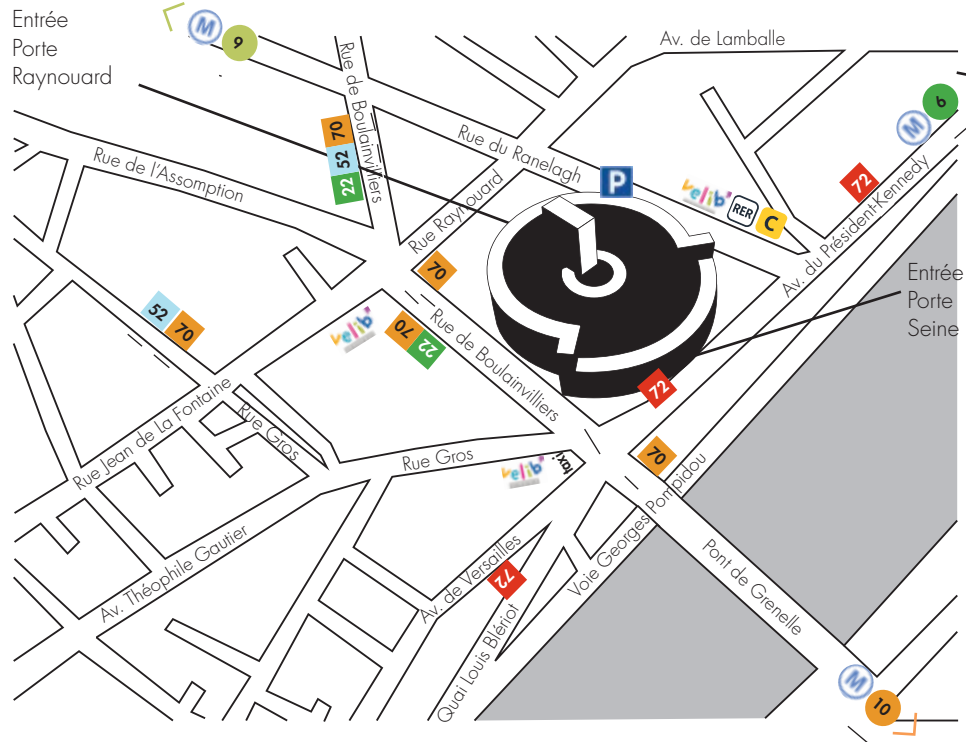 Entrée
Porte
Raynouard
M 9
Rue de Boulainvilliers
Av. de Lamballe
M 6
70
52
22
Rue du Ranelagh
Rue de l'Assomption
P
velib'
RER C
72
Av. du Président-Kennedy
Rue Raynouard
70
Entrée
Porte
Seine
52 70
velib'
70 22
Rue de Boulainvilliers
72
Rue Jean de La Fontaine
Rue Gros
Rue Gros
velib'
taxi
70
Voie Georges Pompidou
Av. Théophile Gautier
Av. de Versailles
72
Pont de Grenelle
Quai Louis Blériot
M 10